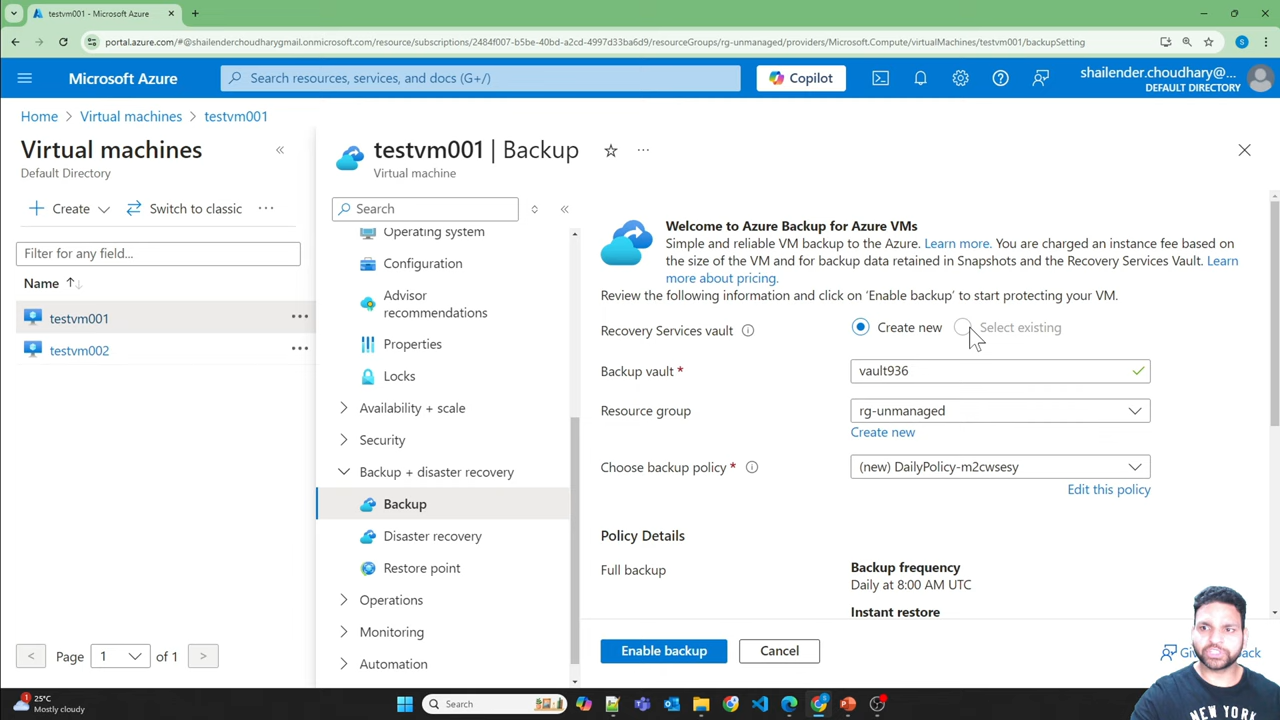 testvm001 - Microsoft Azure
portal.azure.com/#@shailenderchoudharygmail.onmicrosoft.com/resource/subscriptions/2484f007-b5be-40bd-a2cd-4997d33ba6d9/resourceGroups/rg-unmanaged/providers/Microsoft.Compute/virtualMachines/testvm001/backupSetting
S
Microsoft Azure
Search resources, services, and docs (G+/)
Copilot
shailender.choudhary@...
DEFAULT DIRECTORY
Home > Virtual machines > testvm001
Virtual machines
Default Directory
Create
Switch to classic
Filter for any field...
Name
testvm001
testvm002
< Page 1 of 1 >
testvm001 | Backup
Virtual machine
Search
Operating system
Configuration
Advisor
recommendations
Properties
Locks
Availability + scale
Security
Backup + disaster recovery
Backup
Disaster recovery
Restore point
Operations
Monitoring
Automation
Welcome to Azure Backup for Azure VMs
Simple and reliable VM backup to the Azure. Learn more. You are charged an instance fee based on
the size of the VM and for backup data retained in Snapshots and the Recovery Services Vault. Learn
more about pricing.
Review the following information and click on 'Enable backup' to start protecting your VM.
Recovery Services vault
Create new
Select existing
Backup vault *
vault936
Resource group
rg-unmanaged
Create new
Choose backup policy *
(new) DailyPolicy-m2cwsesy
Edit this policy
Policy Details
Full backup
Backup frequency
Daily at 8:00 AM UTC
Instant restore
Enable backup
Cancel
1
25°C
Mostly cloudy
Search
NEW YORK